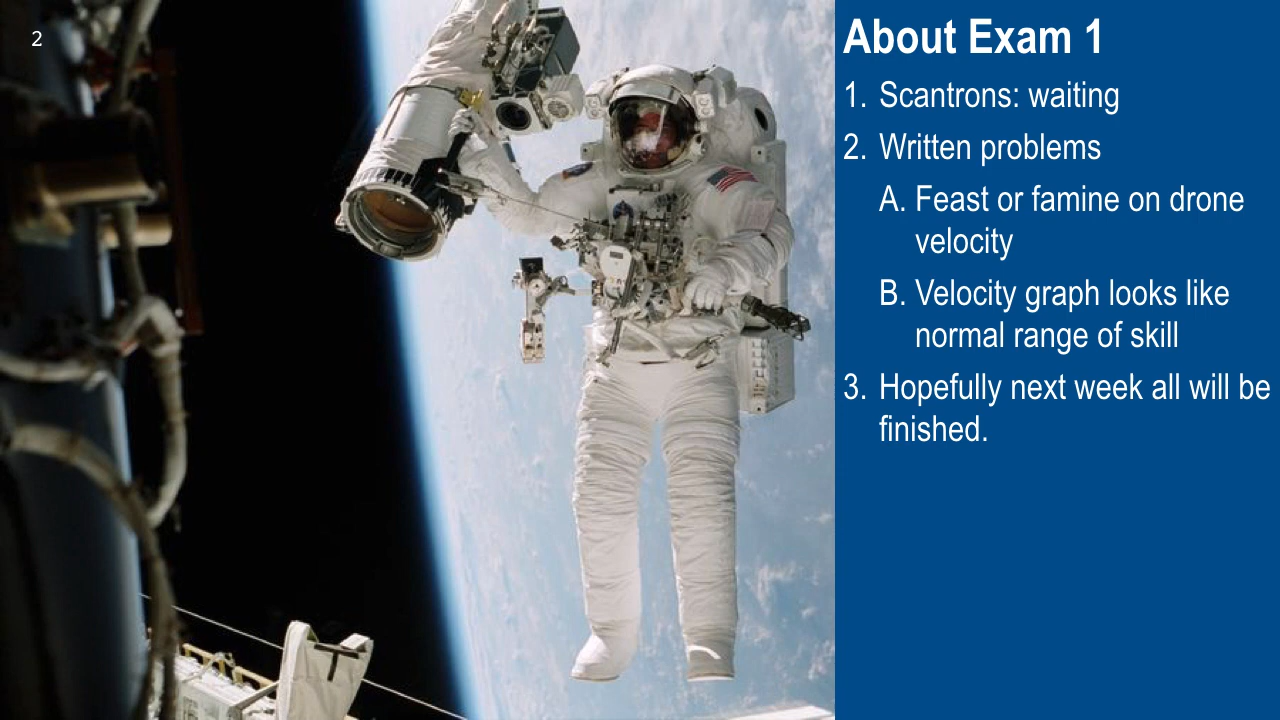 2
About Exam 1
1. Scantrons: waiting
2. Written problems
A. Feast or famine on drone
velocity
B. Velocity graph looks like
normal range of skill
3. Hopefully next week all will be
finished.